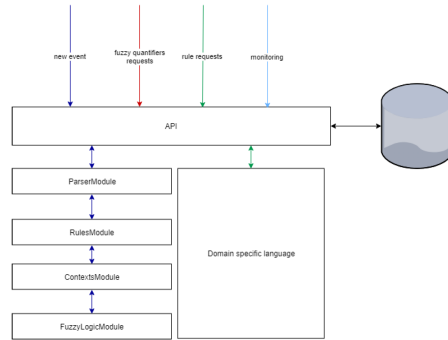 new event
fuzzy quantifiers
requests
rule requests
monitoring
API
ParserModule
RulesModule
Domain specific language
ContextsModule
FuzzyLogicModule